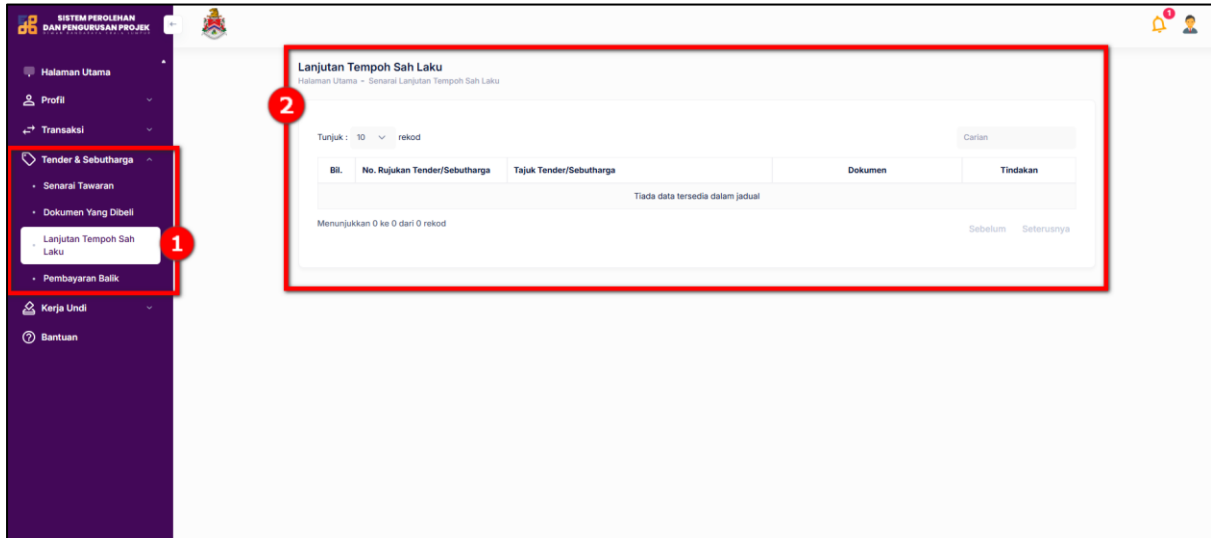 SISTEM PEROLEHAN
DAN PENGURUSAN PROJEK
1
Halaman Utama
Profil
Transaksi
Tender & Sebutharga
Senarai Tawaran
Dokumen Yang Dibeli
Lanjutan Tempoh Sah
Laku
1
Pembayaran Balik
Kerja Undi
Bantuan
Lanjutan Tempoh Sah Laku
Halaman Utama - Senarai Lanjutan Tempoh Sah Laku
2
Tunjuk : 10 rekod
Carian
Bil. No. Rujukan Tender/Sebutharga Tajuk Tender/Sebutharga Dokumen Tindakan
Tiada data tersedia dalam jadual
Menunjukkan 0 ke 0 dari 0 rekod
Sebelum Seterusnya